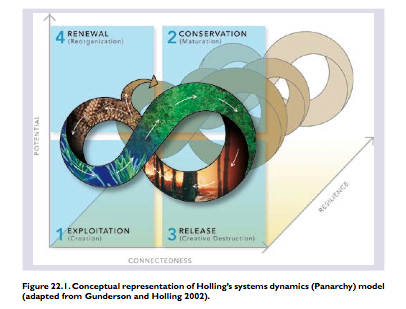 4 RENEWAL
(Reorganization)
2 CONSERVATION
(Maturation)
POTENTIAL
1 EXPLOITATION
(Creation)
3 RELEASE
(Creative Destruction)
RESILIENCE
CONNECTEDNESS
Figure 22.1. Conceptual representation of Holling's systems dynamics (Panarchy) model
(adapted from Gunderson and Holling 2002).